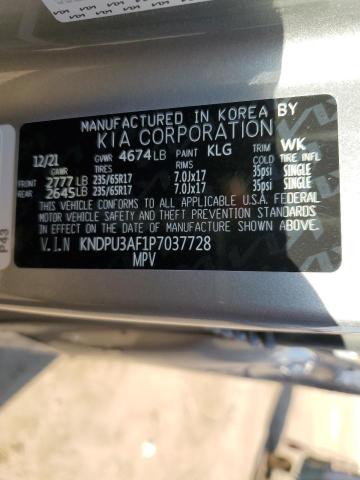 MANUFACTURED IN KOREA BY
KIA CORPORATION
12/21 GVWR 4674LB PAINT KLG TRIM WK
GAWR TIRES RIMS COLD TIRE INFL
FRONT 2777LB 235/65R17 7.0Jx17 35psi SINGLE
REAR 2645LB 235/65R17 7.0Jx17 35psi SINGLE
THIS VEHICLE CONFORMS TO ALL APPLICABLE U.S.A. FEDERAL
MOTOR VEHICLE SAFETY AND THEFT PREVENTION STANDARDS
IN EFFECT ON THE DATE OF MANUFACTURE SHOWN ABOVE.
V.I.N KNDPU3AF1P7037728
MPV
P43